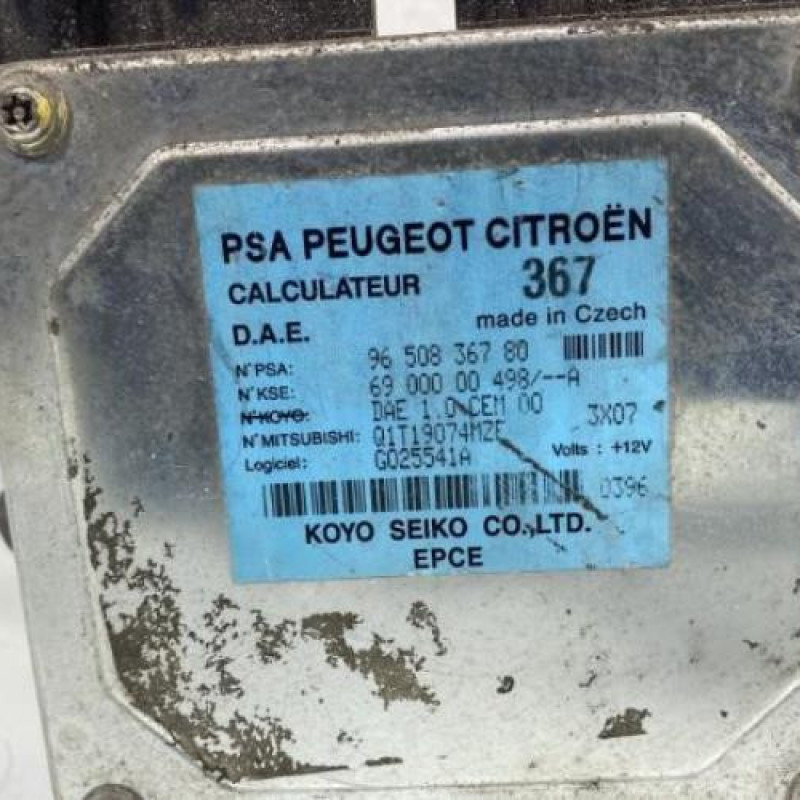 PSA PEUGEOT CITROËN
CALCULATEUR 367
D.A.E. made in Czech
N°PSA: 96 508 367 80
N°KSE: 69 000 00 498/--A
N°KOYO: DAE 1.0 CEM 00 3X07
N°MITSUBISHI: Q1T19074MZE Volts : +12V
Logiciel: G025541A
0396
KOYO SEIKO CO.,LTD.
EPCE